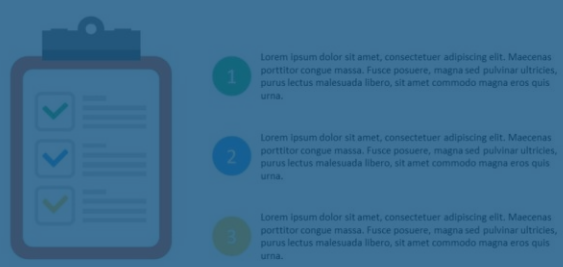 1
Lorem ipsum dolor sit amet, consectetuer adipiscing elit. Maecenas
porttitor congue massa. Fusce posuere, magna sed pulvinar ultricies,
purus lectus malesuada libero, sit amet commodo magna eros quis
urna.
2
Lorem ipsum dolor sit amet, consectetuer adipiscing elit. Maecenas
porttitor congue massa. Fusce posuere, magna sed pulvinar ultricies,
purus lectus malesuada libero, sit amet commodo magna eros quis
urna.
3
Lorem ipsum dolor sit amet, consectetuer adipiscing elit. Maecenas
porttitor congue massa. Fusce posuere, magna sed pulvinar ultricies,
purus lectus malesuada libero, sit amet commodo magna eros quis
urna.